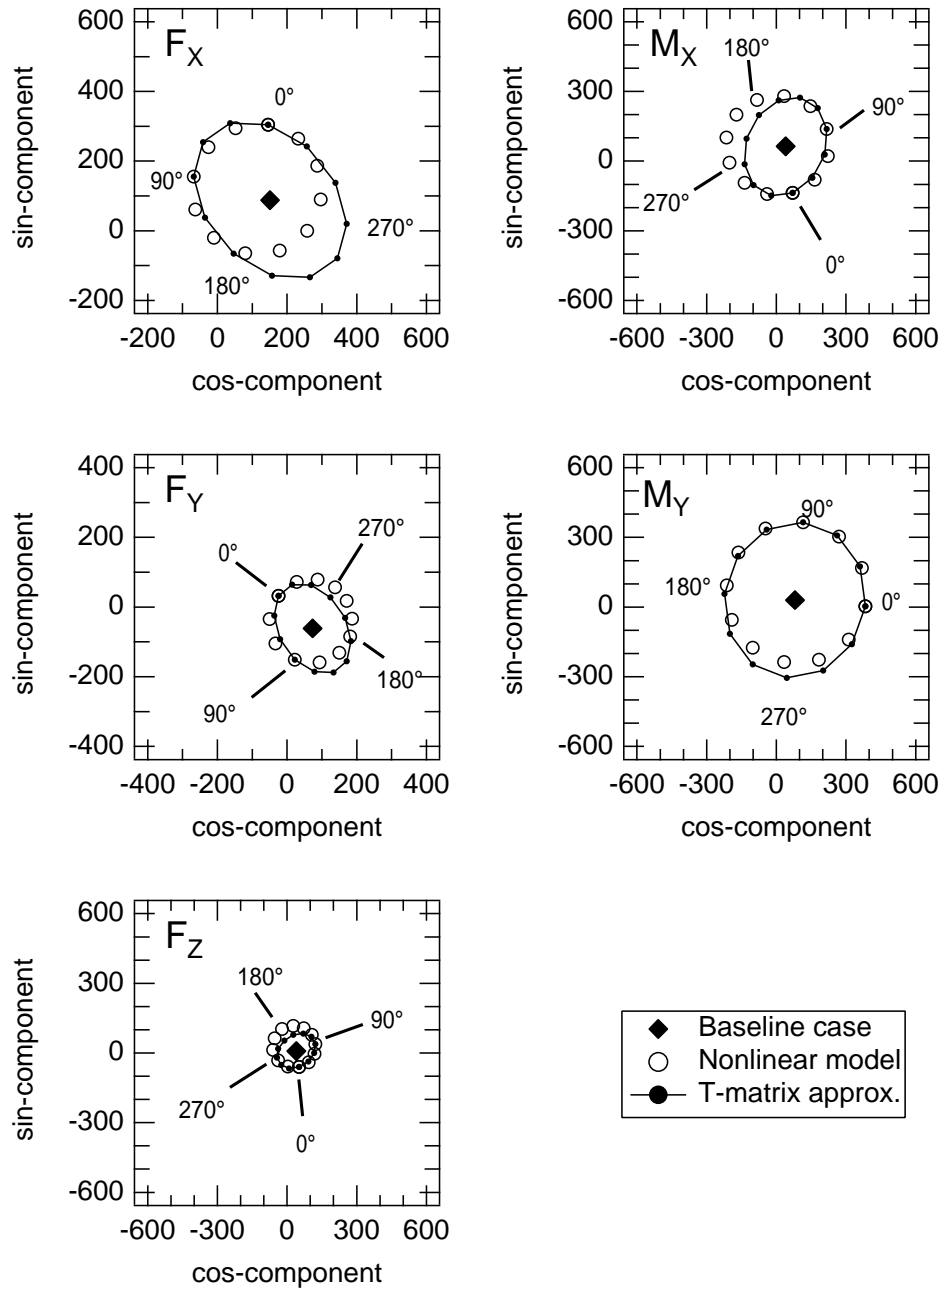 600
400
200
0
-200
sin-component
F_X
0°
90°
180°
270°
-200 0 200 400 600
cos-component
600
300
0
-300
-600
sin-component
M_X
180°
90°
270°
0°
-600 -300 0 300 600
cos-component
400
200
0
-200
-400
sin-component
F_Y
270°
0°
180°
90°
-400 -200 0 200 400
cos-component
600
300
0
-300
-600
sin-component
M_Y
90°
180°
0°
270°
-600 -300 0 300 600
cos-component
600
300
0
-300
-600
sin-component
F_Z
180°
90°
270°
0°
-600 -300 0 300 600
cos-component
Baseline case
Nonlinear model
T-matrix approx.